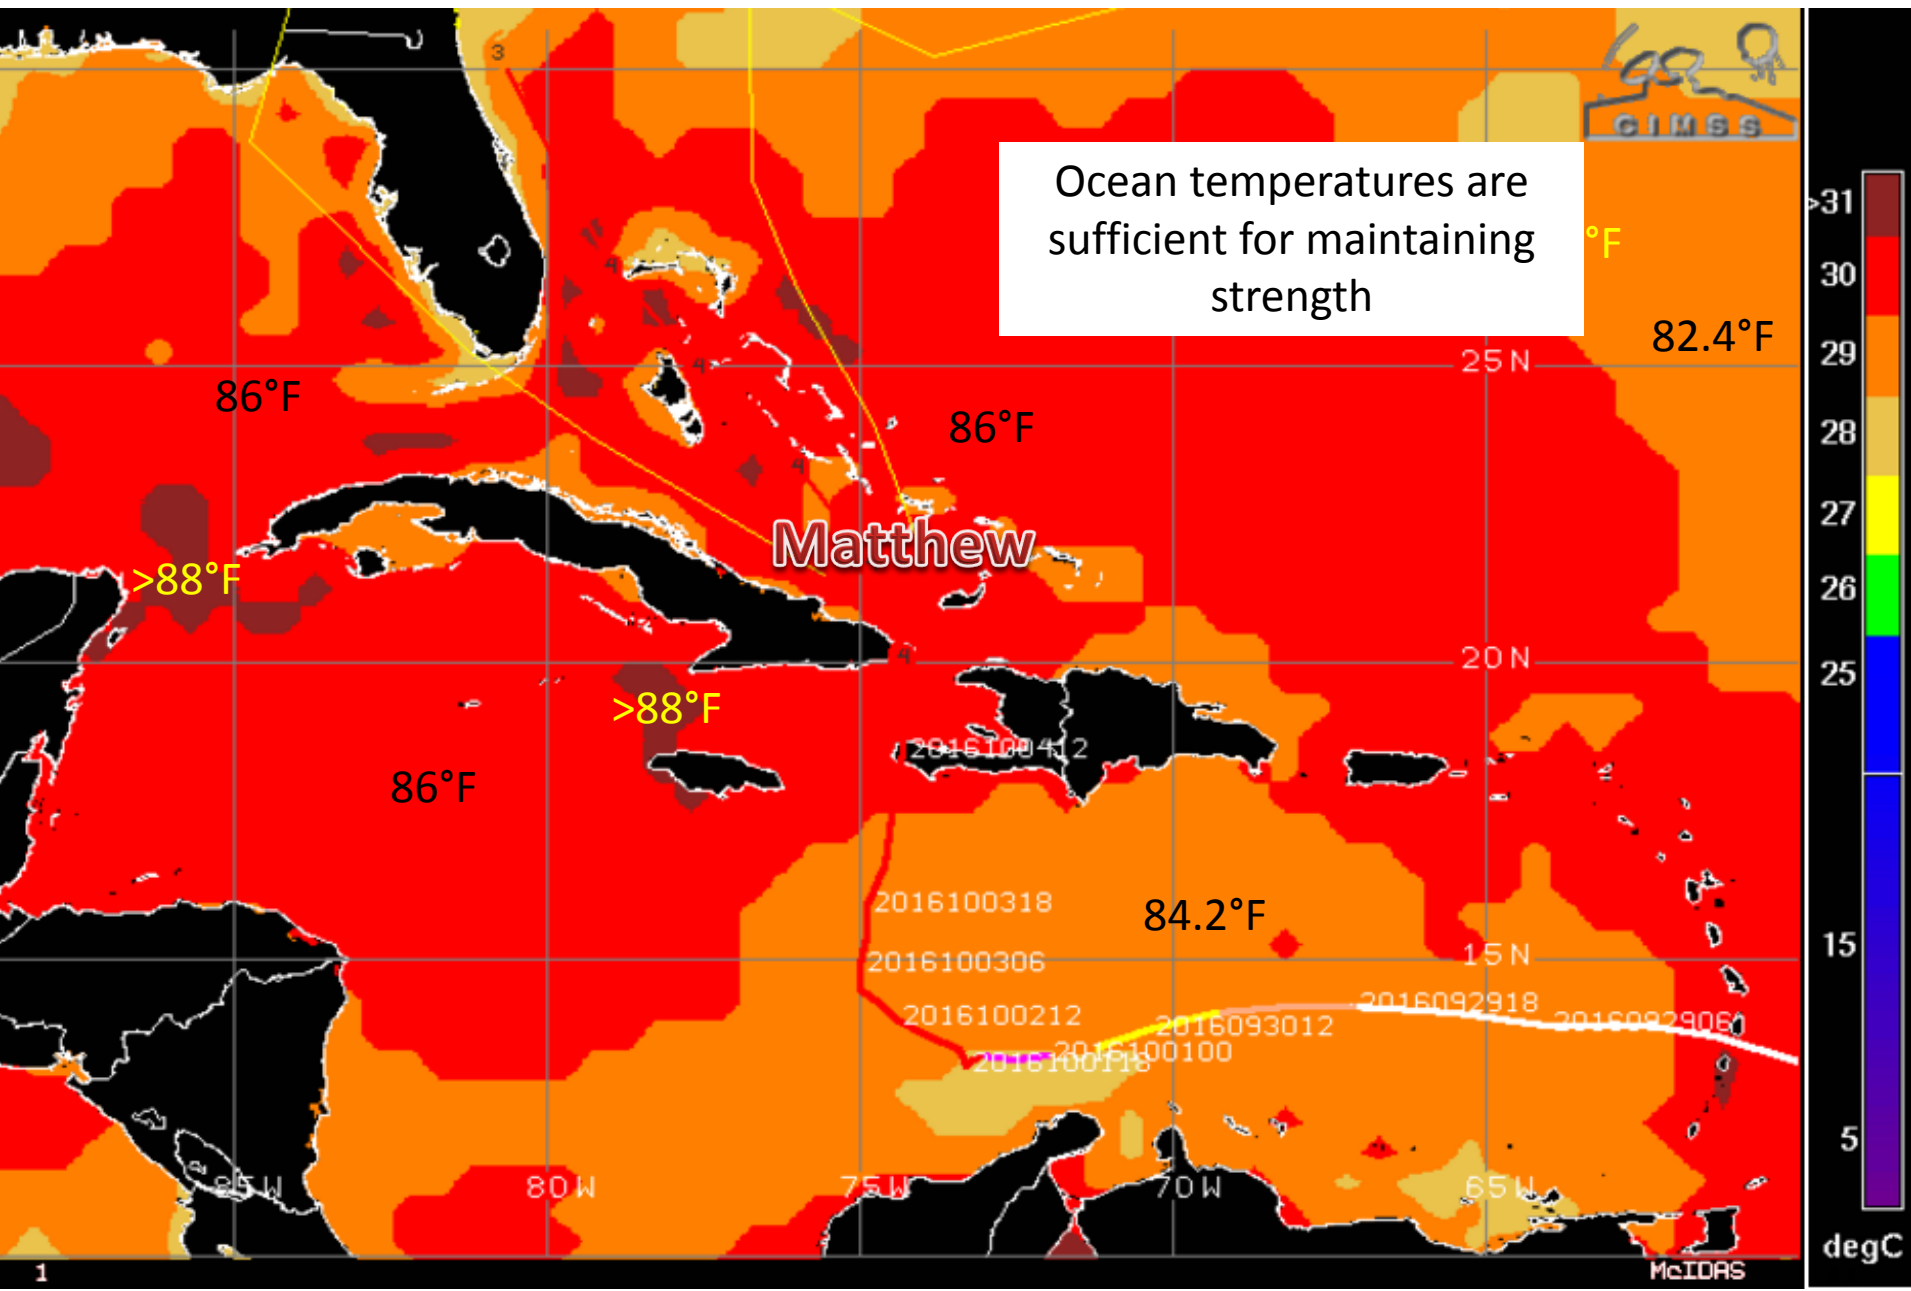 3
CIMSS
Ocean temperatures are
sufficient for maintaining
strength
>31
°F
4
30
82.4°F
29
25N
4
86°F
86°F
28
4
27
Matthew
>88°F
26
4
20N
25
>88°F
2016100412
86°F
2016100318
84.2°F
15
15N
2016100306
2016092918
2016100212
2016093012
2016092906
2016100100
2016100118
5
85W
80W
75W
70W
65W
degC
1
McIDAS